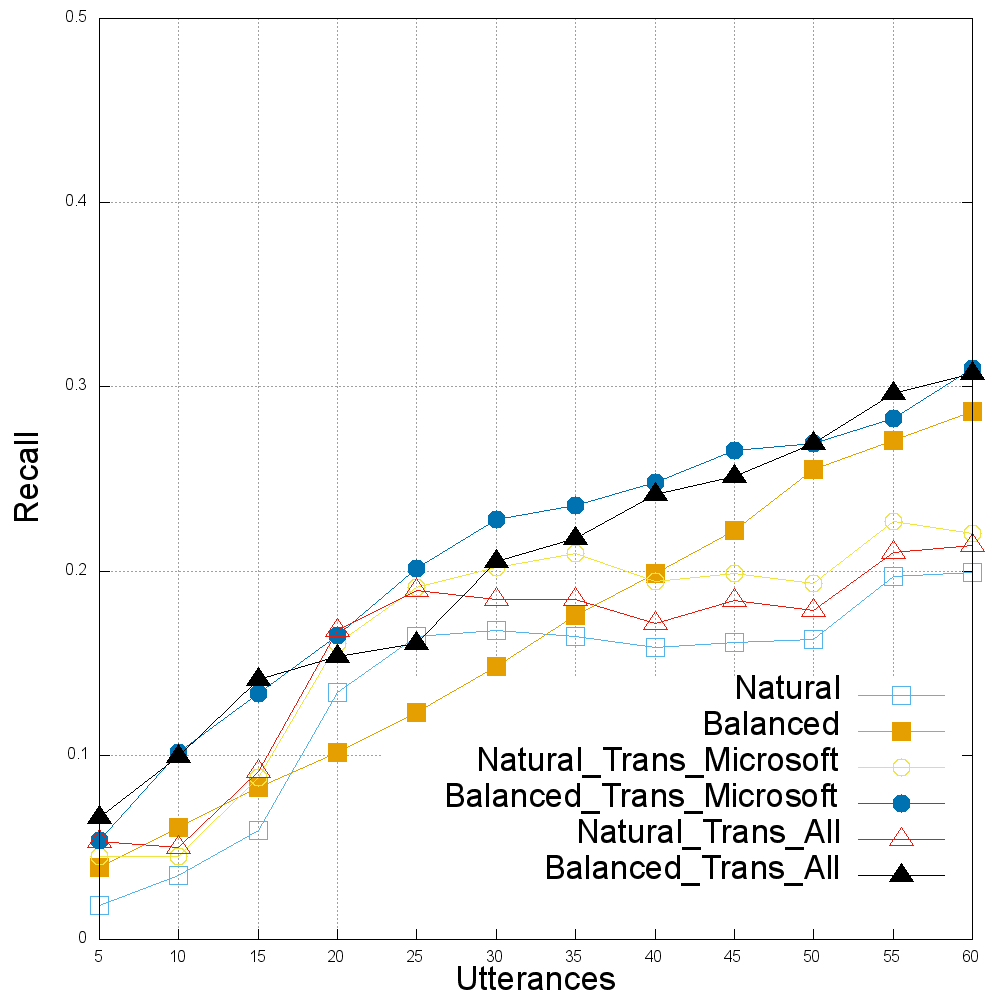 0.5
0.4
0.3
0.2
0.1
0
Recall
Natural
Balanced
Natural_Trans_Microsoft
Balanced_Trans_Microsoft
Natural_Trans_All
Balanced_Trans_All
5 10 15 20 25 30 35 40 45 50 55 60
Utterances